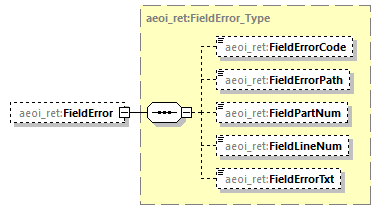 aeoi_ret:FieldError_Type
aeoi_ret:FieldErrorCode
aeoi_ret:FieldErrorPath
aeoi_ret:FieldError
aeoi_ret:FieldPartNum
aeoi_ret:FieldLineNum
aeoi_ret:FieldErrorTxt